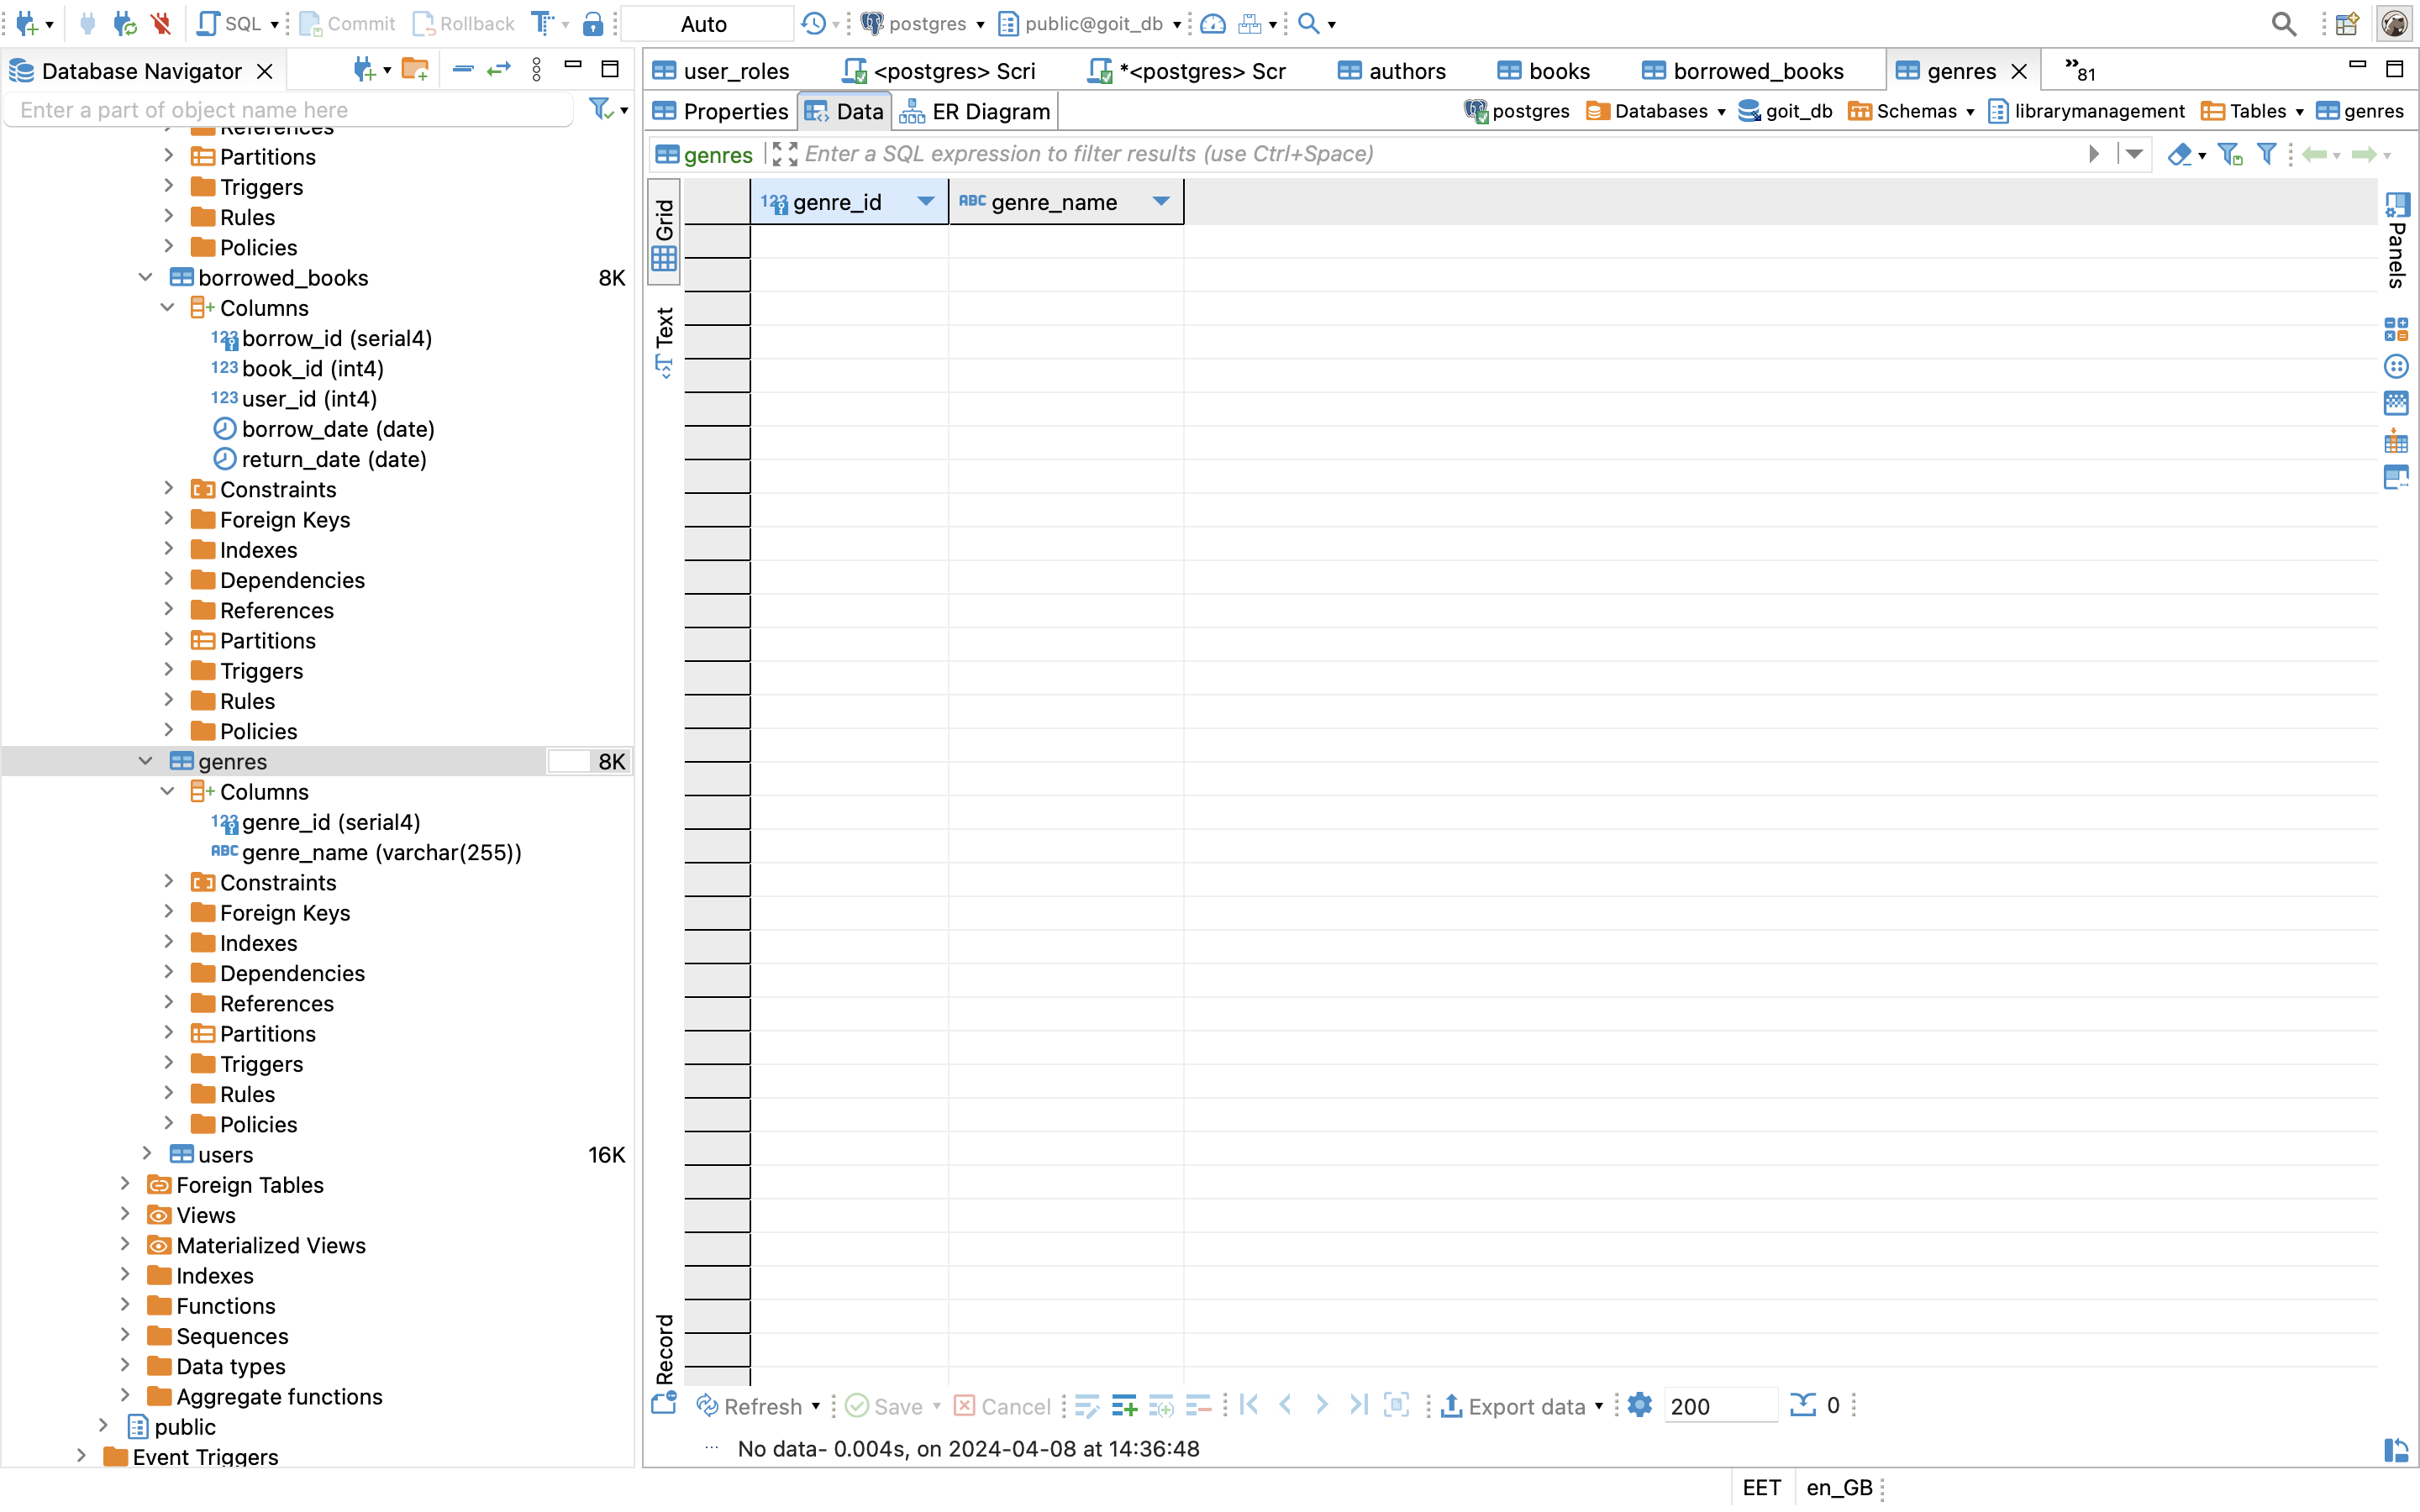 SQL Commit Rollback Auto postgres public@goit_db
Database Navigator
user_roles <postgres> Scri *<postgres> Scr authors books borrowed_books genres »81
Enter a part of object name here
Properties Data ER Diagram postgres Databases goit_db Schemas librarymanagement Tables genres
genres Enter a SQL expression to filter results (use Ctrl+Space)
References
Partitions
Triggers
Rules
Policies
borrowed_books 8K
Columns
123 borrow_id (serial4)
123 book_id (int4)
123 user_id (int4)
borrow_date (date)
return_date (date)
Constraints
Foreign Keys
Indexes
Dependencies
References
Partitions
Triggers
Rules
Policies
genres 8K
Columns
123 genre_id (serial4)
ABC genre_name (varchar(255))
Constraints
Foreign Keys
Indexes
Dependencies
References
Partitions
Triggers
Rules
Policies
users 16K
Foreign Tables
Views
Materialized Views
Indexes
Functions
Sequences
Data types
Aggregate functions
public
Event Triggers
Grid
Text
Record
123 genre_id ABC genre_name
Panels
Refresh Save Cancel Export data 200 0
No data- 0.004s, on 2024-04-08 at 14:36:48
EET en_GB